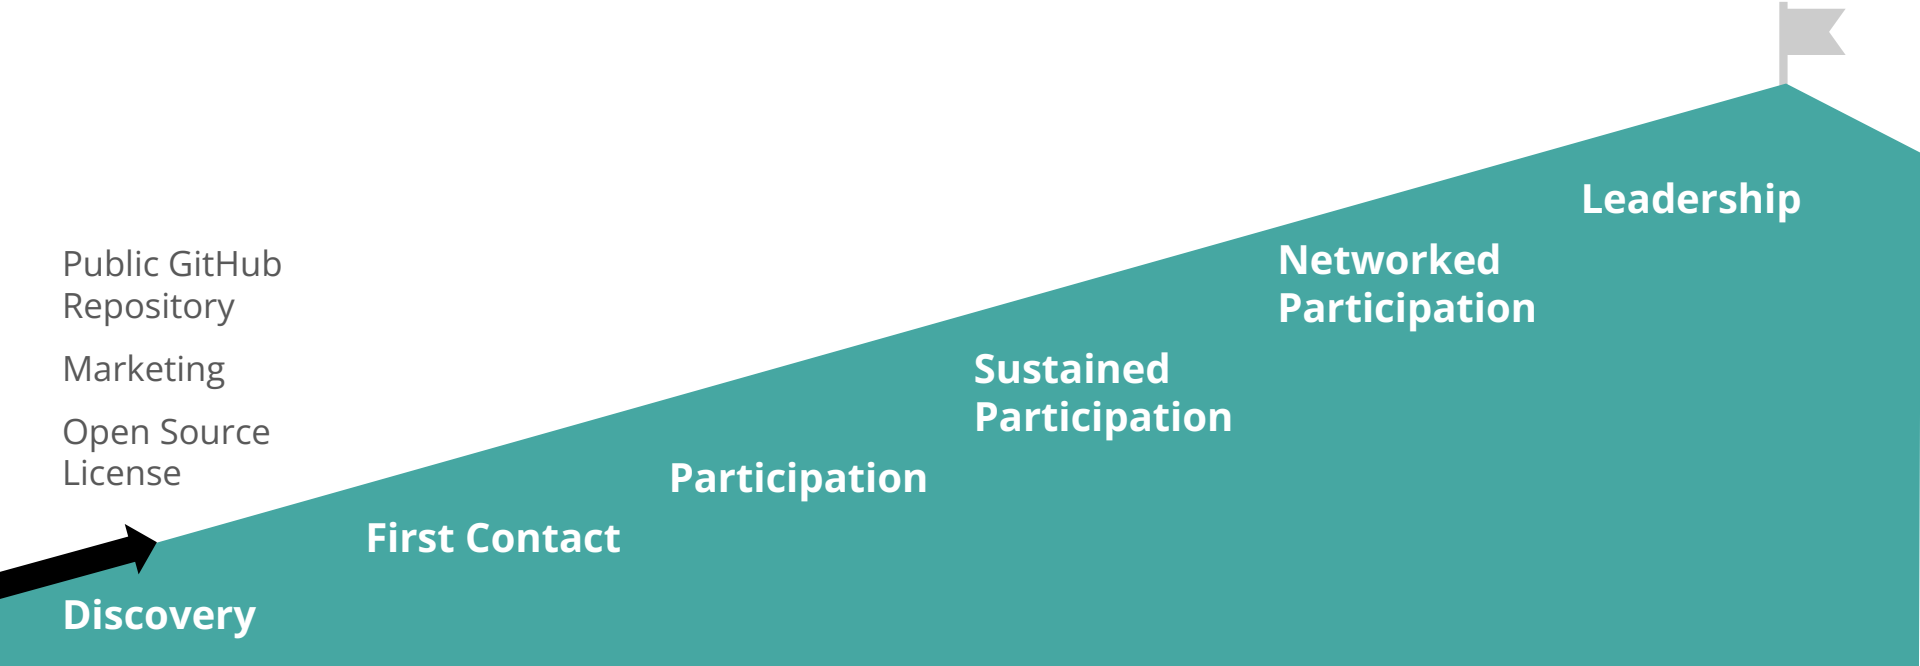 Public GitHub
Repository
Marketing
Open Source
License
Discovery
First Contact
Participation
Sustained
Participation
Networked
Participation
Leadership